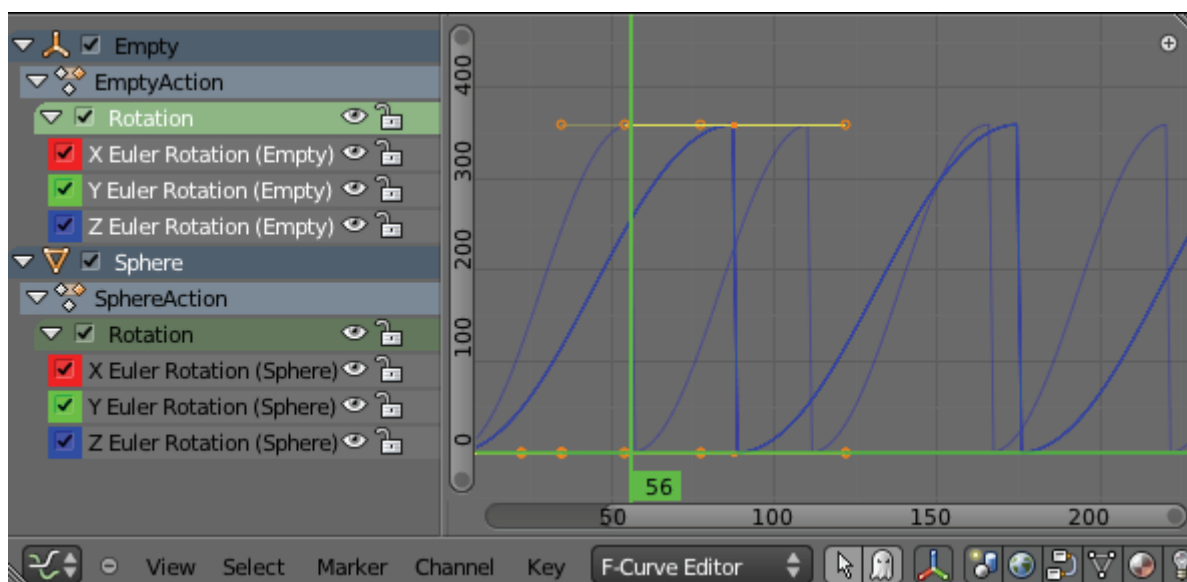 Empty
EmptyAction
Rotation
X Euler Rotation (Empty)
Y Euler Rotation (Empty)
Z Euler Rotation (Empty)
Sphere
SphereAction
Rotation
X Euler Rotation (Sphere)
Y Euler Rotation (Sphere)
Z Euler Rotation (Sphere)
400
300
200
100
0
56
50 100 150 200
View Select Marker Channel Key F-Curve Editor